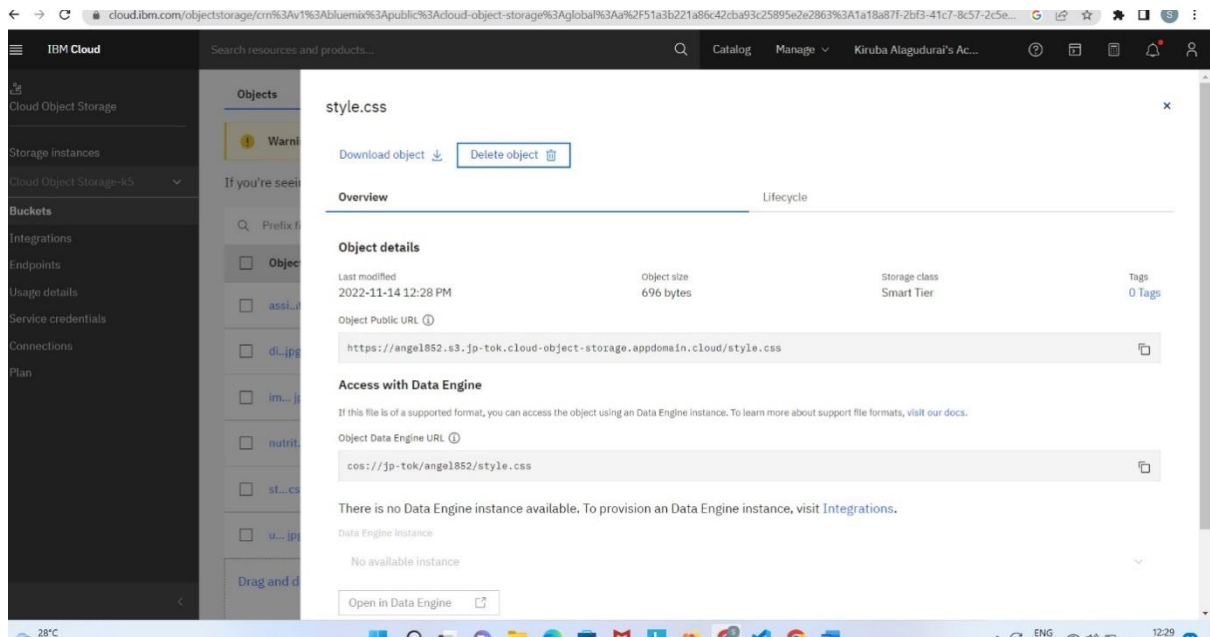 cloud.ibm.com/objectstorage/crn%3Av1%3Abluemix%3Apublic%3Acloud-object-storage%3Aglobal%3Aa%2F51a3b221a86c42cba93c25895e2e2863%3A1a18a87f-2bf3-41c7-8c57-2c5e...
IBM Cloud
Search resources and products...
Catalog
Manage
Kiruba Alagudurai's Ac...
Cloud Object Storage
Storage instances
Cloud Object Storage-k5
Buckets
Integrations
Endpoints
Usage details
Service credentials
Connections
Plan
Objects
Warni
If you're seei
Prefix fi
Objec
di...jpg
nutrit.
st...cs
Drag and d
style.css
Download object
Delete object
Overview
Lifecycle
Object details
Last modified
2022-11-14 12:28 PM
Object size
696 bytes
Storage class
Smart Tier
Tags
0 Tags
Object Public URL
https://angel852.s3.jp-tok.cloud-object-storage.appdomain.cloud/style.css
Access with Data Engine
If this file is of a supported format, you can access the object using an Data Engine instance. To learn more about support file formats, visit our docs.
Object Data Engine URL
cos://jp-tok/angel852/style.css
There is no Data Engine instance available. To provision an Data Engine instance, visit Integrations.
Data Engine instance
No available instance
Open in Data Engine
28°C
ENG
12:29